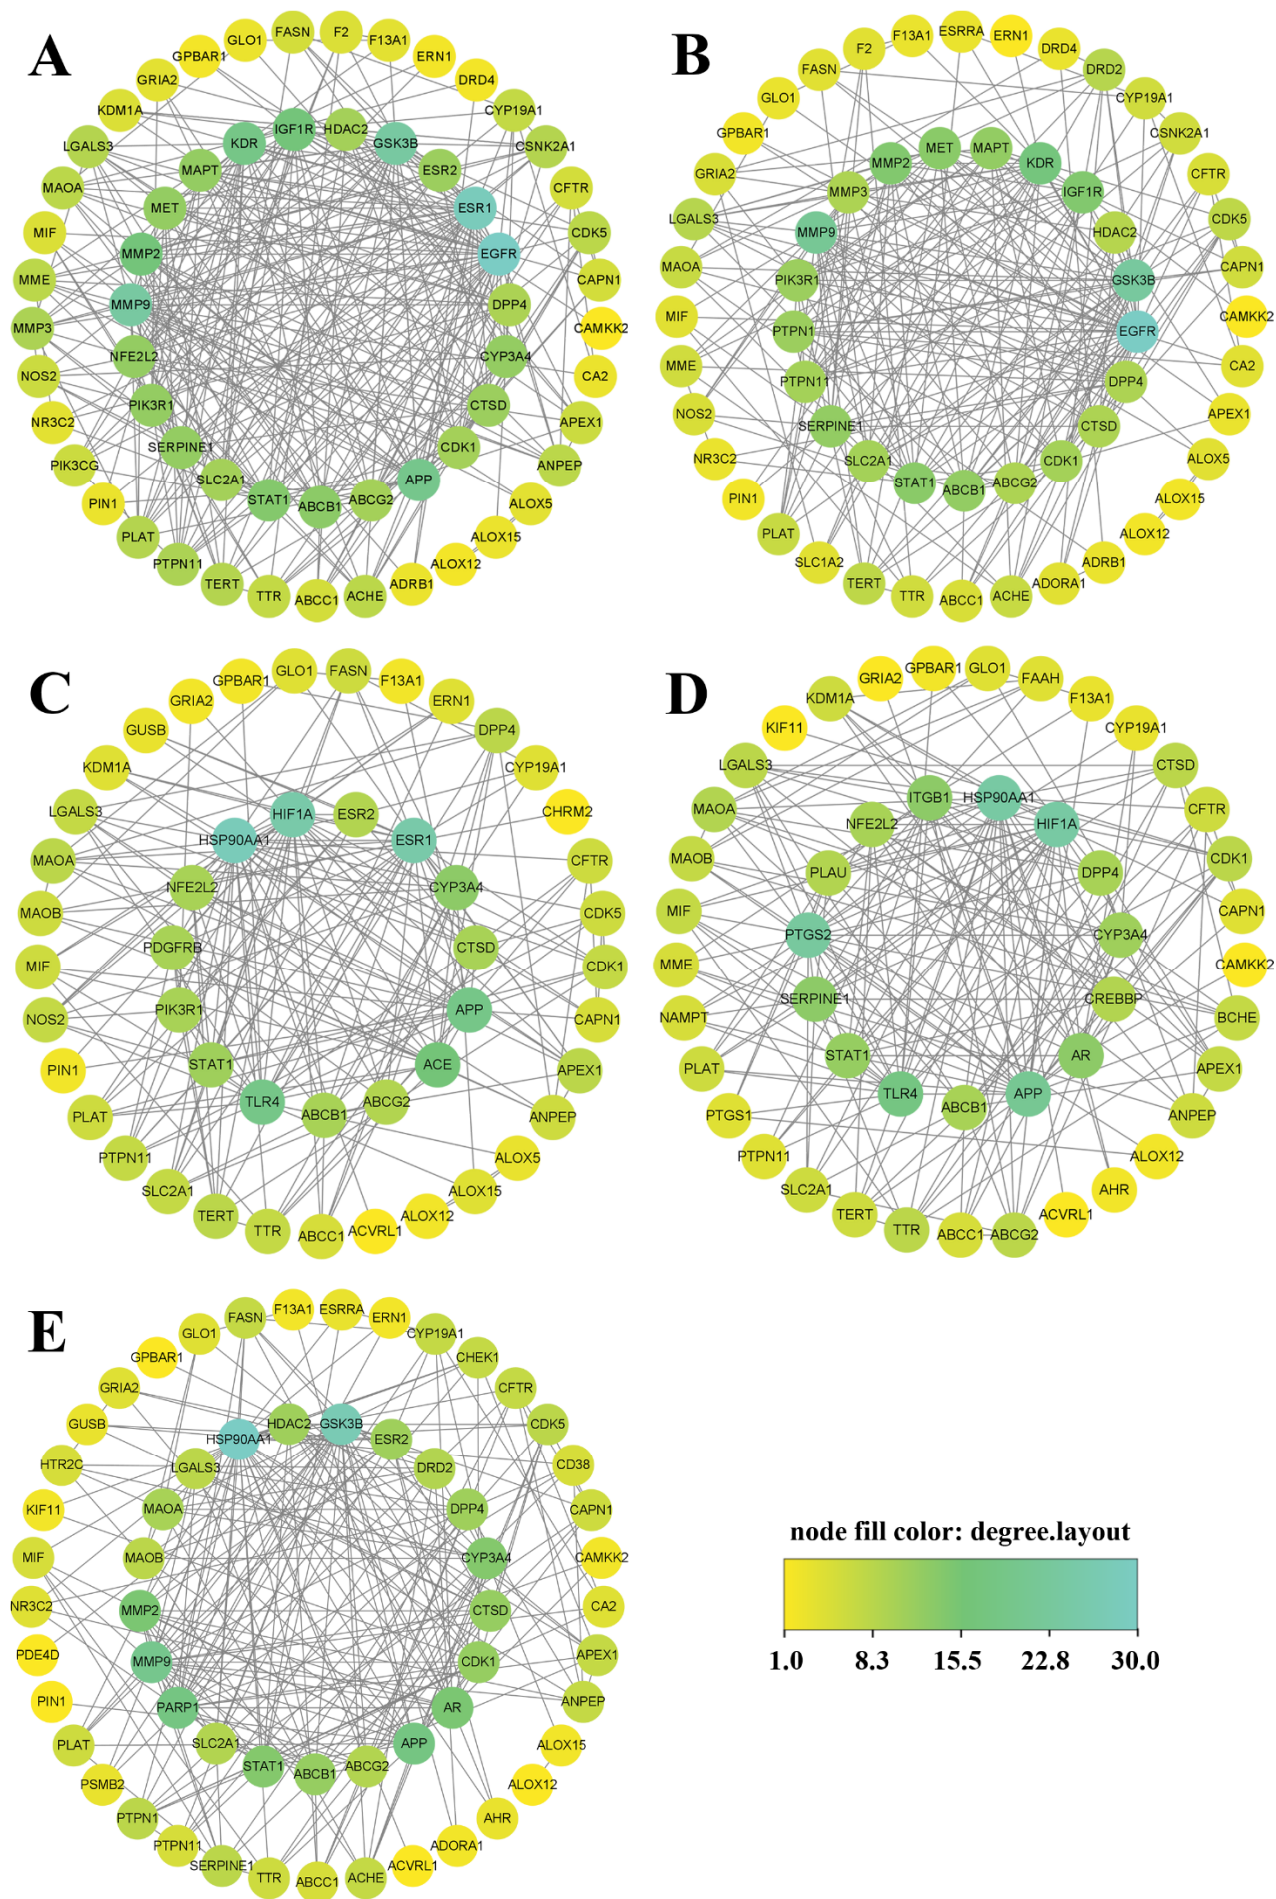 A
GPBAR1
GLO1
FASN
F2
F13A1
ERN1
DRD4
CYP19A1
CSNK2A1
CFTR
CDK5
CAPN1
CAMKK2
CA2
APEX1
ANPEP
ALOX5
ALOX15
ALOX12
ADRB1
ACHE
ABCC1
TTR
TERT
PTPN11
PLAT
PIN1
PIK3CG
NR3C2
NOS2
MMP3
MME
MIF
MAOA
LGALS3
KDM1A
GRIA2
KDR
IGF1R
HDAC2
GSK3B
ESR2
ESR1
EGFR
DPP4
CYP3A4
CTSD
CDK1
APP
ABCG2
ABCB1
STAT1
SLC2A1
SERPINE1
PIK3R1
NFE2L2
MMP9
MMP2
MET
MAPT
B
FASN
F2
F13A1
ESRRA
ERN1
DRD4
DRD2
CYP19A1
CSNK2A1
CFTR
CDK5
CAPN1
CAMKK2
CA2
APEX1
ALOX5
ALOX15
ALOX12
ADRB1
ADORA1
ACHE
ABCC1
TTR
TERT
SLC1A2
PLAT
PIN1
NR3C2
NOS2
MME
MIF
MAOA
LGALS3
GRIA2
GPBAR1
GLO1
MMP2
MET
MAPT
KDR
IGF1R
HDAC2
GSK3B
EGFR
DPP4
CTSD
CDK1
ABCG2
ABCB1
STAT1
SLC2A1
SERPINE1
PTPN11
PTPN1
PIK3R1
MMP9
MMP3
C
GPBAR1
GLO1
FASN
F13A1
ERN1
DPP4
CYP19A1
CHRM2
CFTR
CDK5
CDK1
CAPN1
APEX1
ANPEP
ALOX5
ALOX15
ALOX12
ACVRL1
ABCC1
TTR
TERT
SLC2A1
PTPN11
PLAT
PIN1
NOS2
MIF
MAOB
MAOA
LGALS3
KDM1A
GUSB
GRIA2
HSP90AA1
HIF1A
ESR2
ESR1
CYP3A4
CTSD
APP
ACE
ABCG2
ABCB1
TLR4
STAT1
PIK3R1
PDGFRB
NFE2L2
D
GRIA2
GPBAR1
GLO1
FAAH
F13A1
CYP19A1
CTSD
CFTR
CDK1
CAPN1
CAMKK2
BCHE
APEX1
ANPEP
ALOX12
AHR
ACVRL1
ABCG2
ABCC1
TTR
TERT
SLC2A1
PTPN11
PTGS1
PLAT
NAMPT
MME
MIF
MAOB
MAOA
LGALS3
KIF11
KDM1A
ITGB1
HSP90AA1
HIF1A
DPP4
CYP3A4
CREBBP
AR
APP
ABCB1
TLR4
STAT1
SERPINE1
PTGS2
PLAU
NFE2L2
E
GPBAR1
GLO1
FASN
F13A1
ESRRA
ERN1
CYP19A1
CHEK1
CFTR
CDK5
CD38
CAPN1
CAMKK2
CA2
APEX1
ANPEP
ALOX15
ALOX12
AHR
ADORA1
ACVRL1
ACHE
ABCC1
TTR
SERPINE1
PTPN11
PTPN1
PSMB2
PLAT
PIN1
PDE4D
NR3C2
MIF
KIF11
HTR2C
GUSB
GRIA2
HSP90AA1
HDAC2
GSK3B
ESR2
DRD2
DPP4
CYP3A4
CTSD
CDK1
AR
APP
ABCG2
ABCB1
STAT1
SLC2A1
PARP1
MMP9
MMP2
MAOB
MAOA
LGALS3
node fill color: degree.layout
1.0 8.3 15.5 22.8 30.0